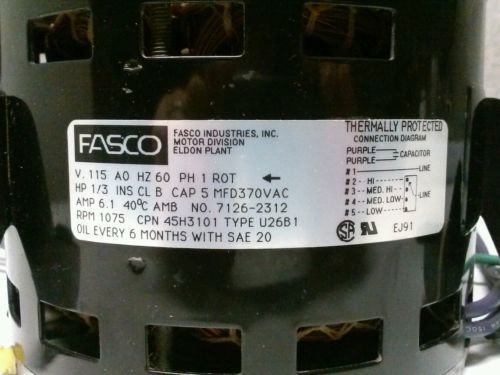 FASCO
FASCO INDUSTRIES, INC.
MOTOR DIVISION
ELDON PLANT
V. 115 AO HZ 60 PH 1 ROT ←
HP 1/3 INS CL B CAP 5 MFD370VAC
AMP 6.1 40°C AMB NO. 7126-2312
RPM 1075 CPN 45H3101 TYPE U26B1
OIL EVERY 6 MONTHS WITH SAE 20
THERMALLY PROTECTED
CONNECTION DIAGRAM
PURPLE
PURPLE CAPACITOR
#1 LINE
#2 - HI
#3 - MED. HI
#4 - MED. LOW LINE
#5 - LOW
SA EJ91